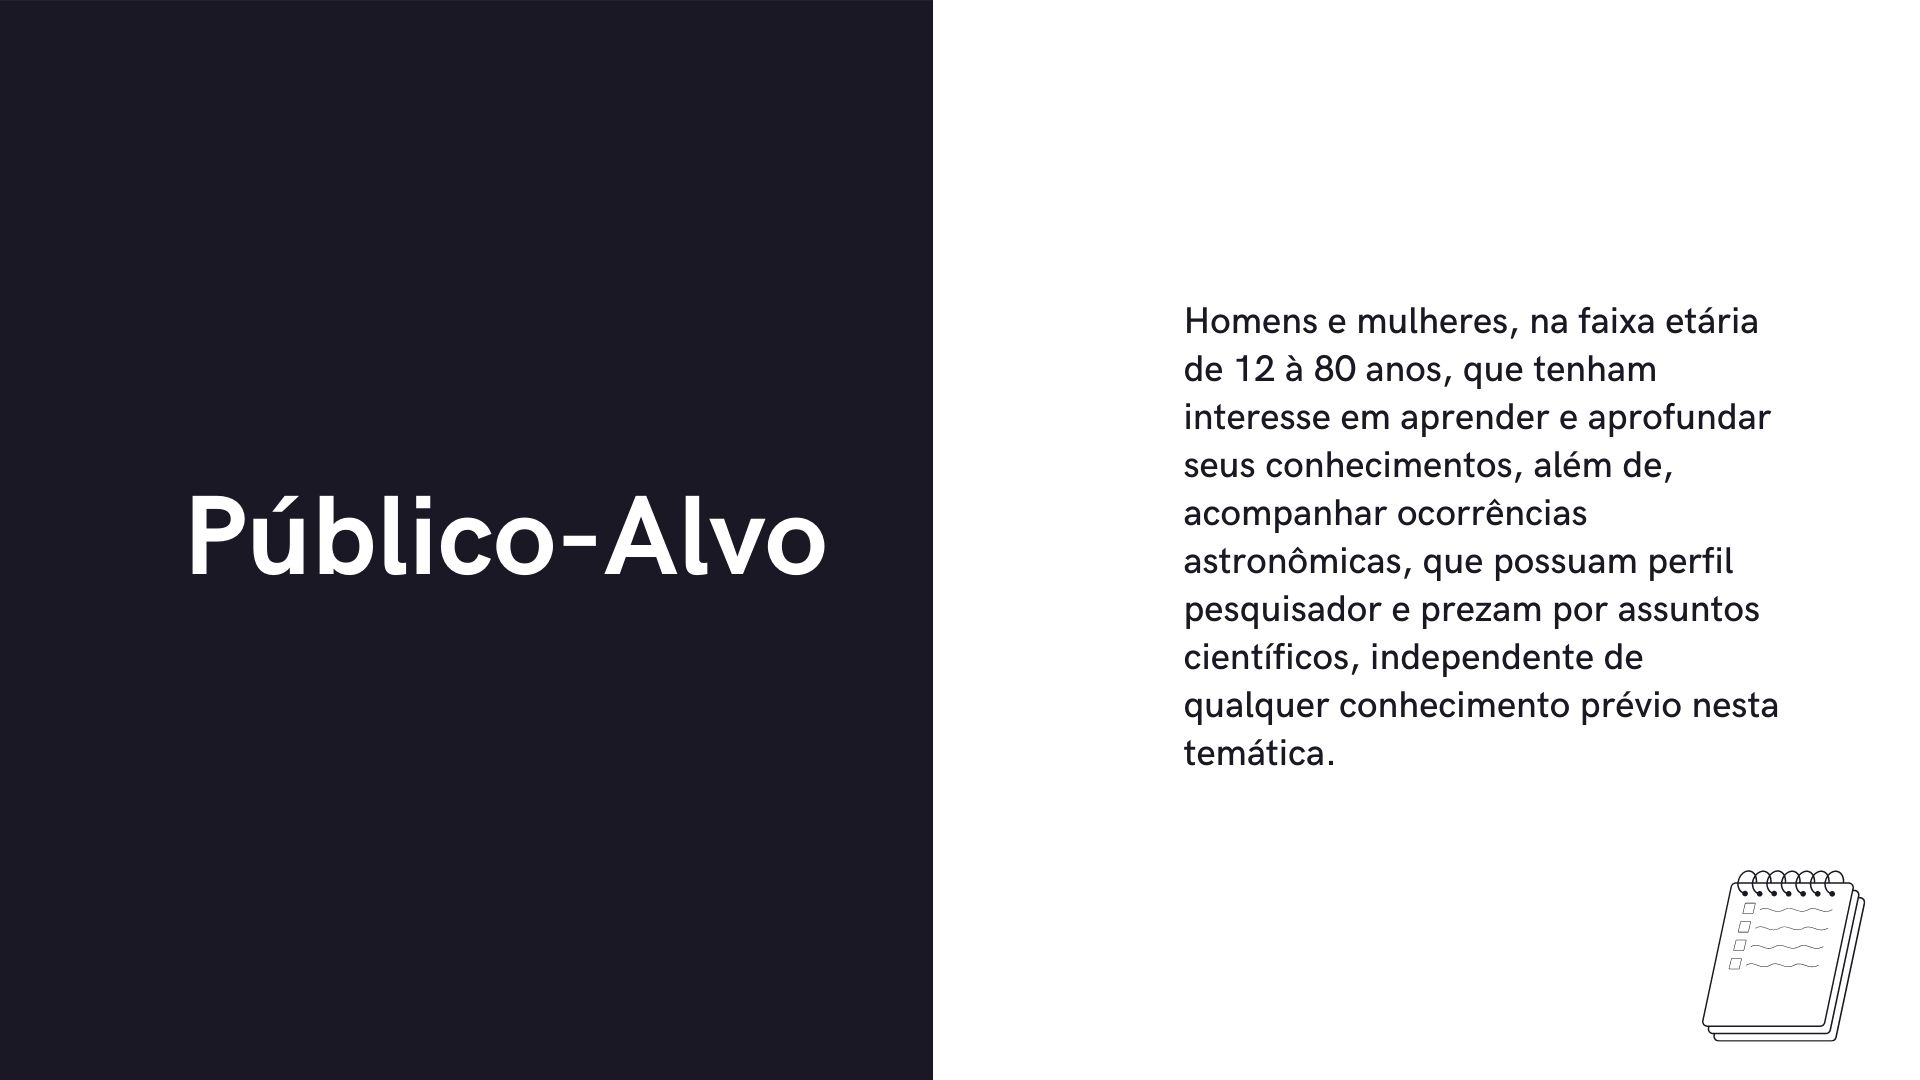 Público-Alvo
Homens e mulheres, na faixa etária
de 12 à 80 anos, que tenham
interesse em aprender e aprofundar
seus conhecimentos, além de,
acompanhar ocorrências
astronômicas, que possuam perfil
pesquisador e prezam por assuntos
científicos, independente de
qualquer conhecimento prévio nesta
temática.